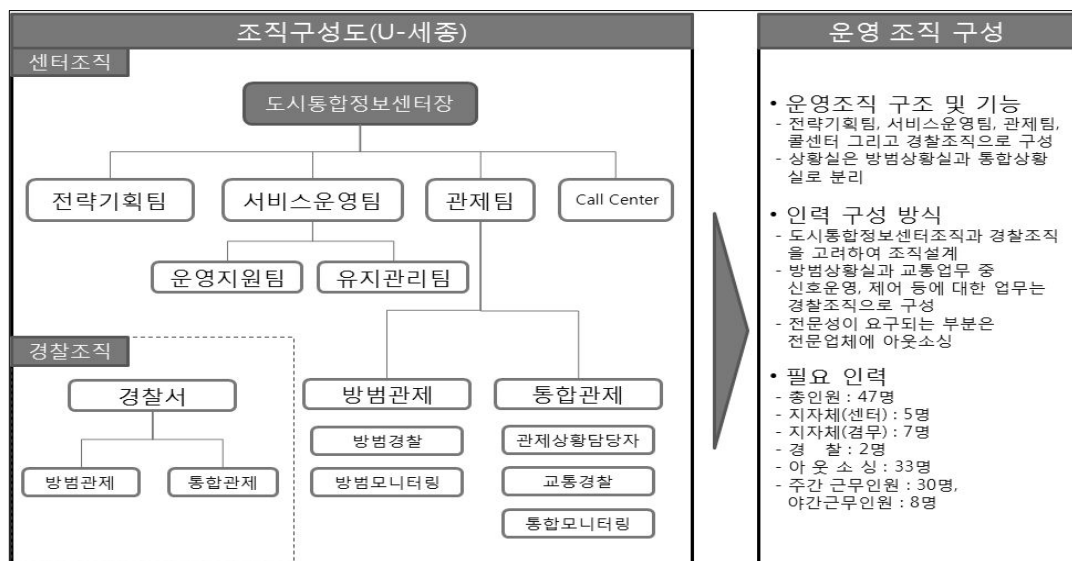 조직구성도(U-세종)
센터조직
도시통합정보센터장
전략기획팀
서비스운영팀
관제팀
Call Center
운영지원팀
유지관리팀
경찰조직
경찰서
방범관제
통합관제
방범관제
방범경찰
방범모니터링
통합관제
관제상황담당자
교통경찰
통합모니터링
운영 조직 구성
• 운영조직 구조 및 기능
- 전략기획팀, 서비스운영팀, 관제팀,
콜센터 그리고 경찰조직으로 구성
- 상황실은 방범상황실과 통합상황
실로 분리
• 인력 구성 방식
- 도시통합정보센터조직과 경찰조직
을 고려하여 조직설계
- 방범상황실과 교통업무 중
신호운영, 제어 등에 대한 업무는
경찰조직으로 구성
- 전문성이 요구되는 부분은
전문업체에 아웃소싱
• 필요 인력
- 총인원 : 47명
- 지자체(센터) : 5명
- 지자체(겸무) : 7명
- 경 찰 : 2명
- 아 웃 소 싱 : 33명
- 주간 근무인원 : 30명,
야간근무인원 : 8명